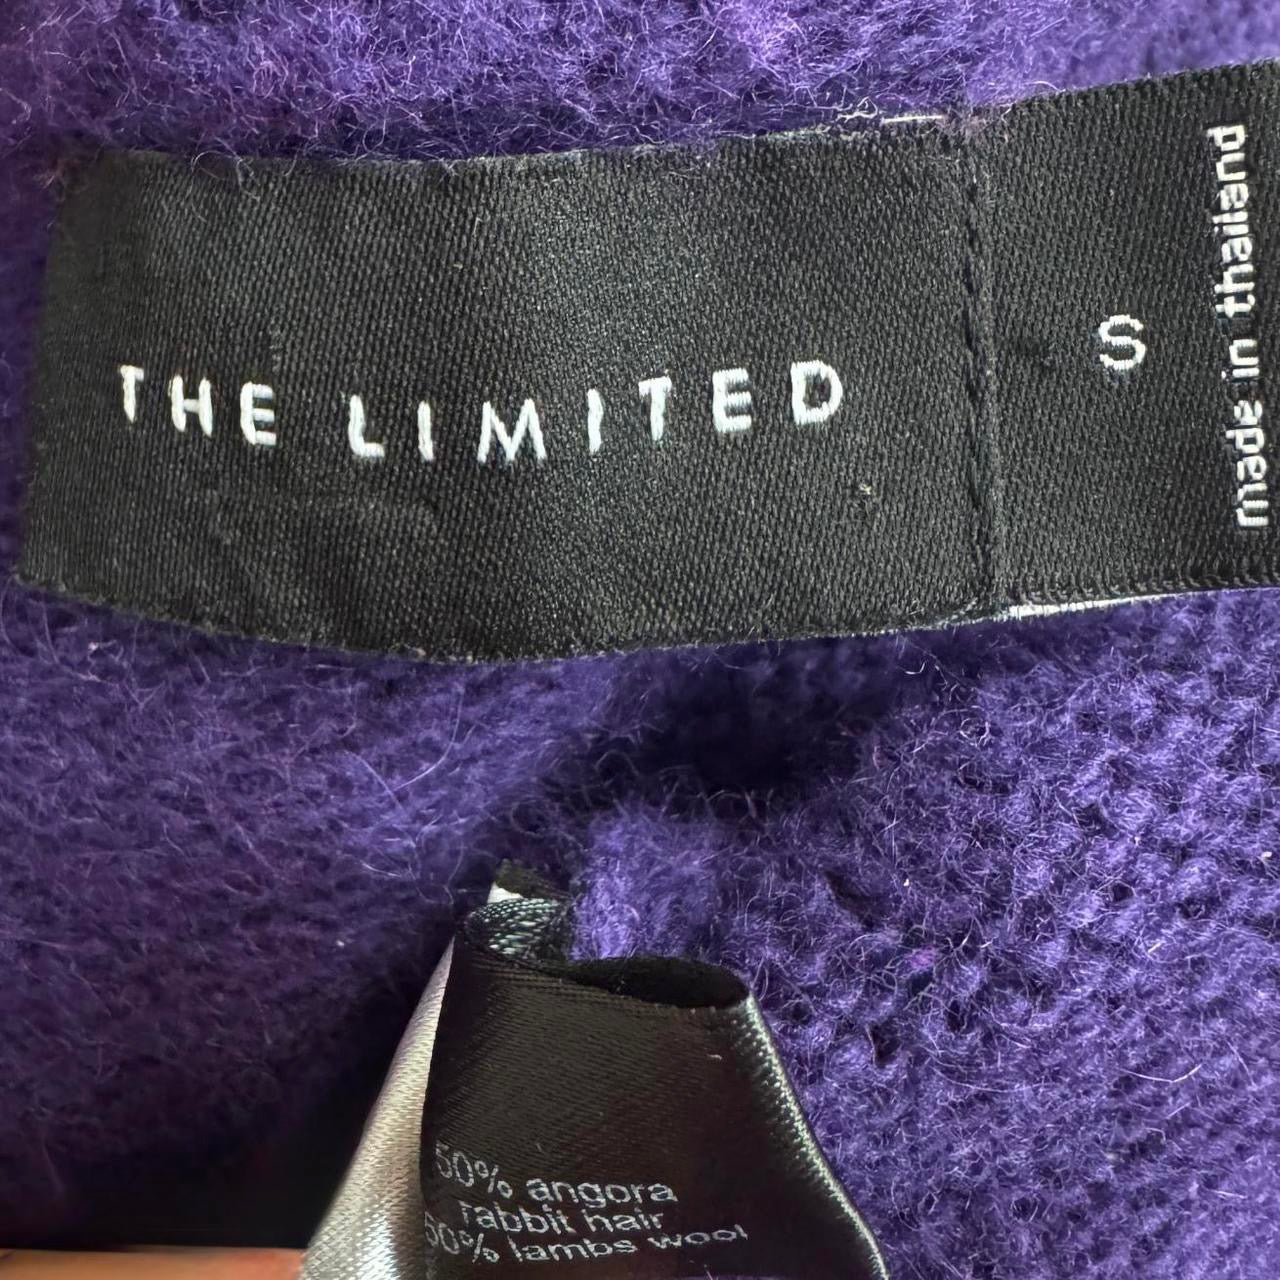 THE LIMITED
S
made in thailand
50% angora
rabbit hair
50% lambs wool